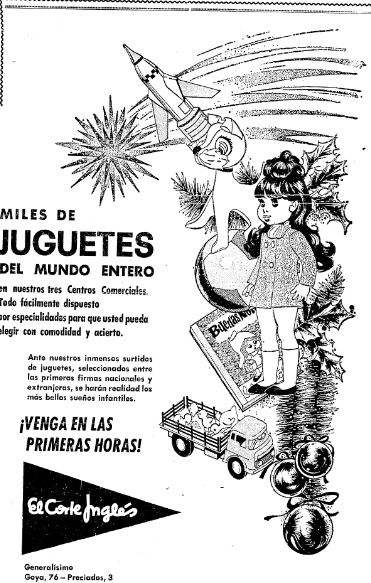 MILES DE
JUGUETES
DEL MUNDO ENTERO
en nuestros tres Centros Comerciales.
Todo fácilmente dispuesto
por especialidades para que usted pueda
elegir con comodidad y acierto.
Ante nuestros inmensos surtidos
de juguetes, seleccionados entre
las primeras firmas nacionales y
extranjeras, se harán realidad los
más bellos sueños infantiles.
¡VENGA EN LAS
PRIMERAS HORAS!
El Corte Inglés
Generalísimo
Goya, 76 – Preciados, 3
Buenas